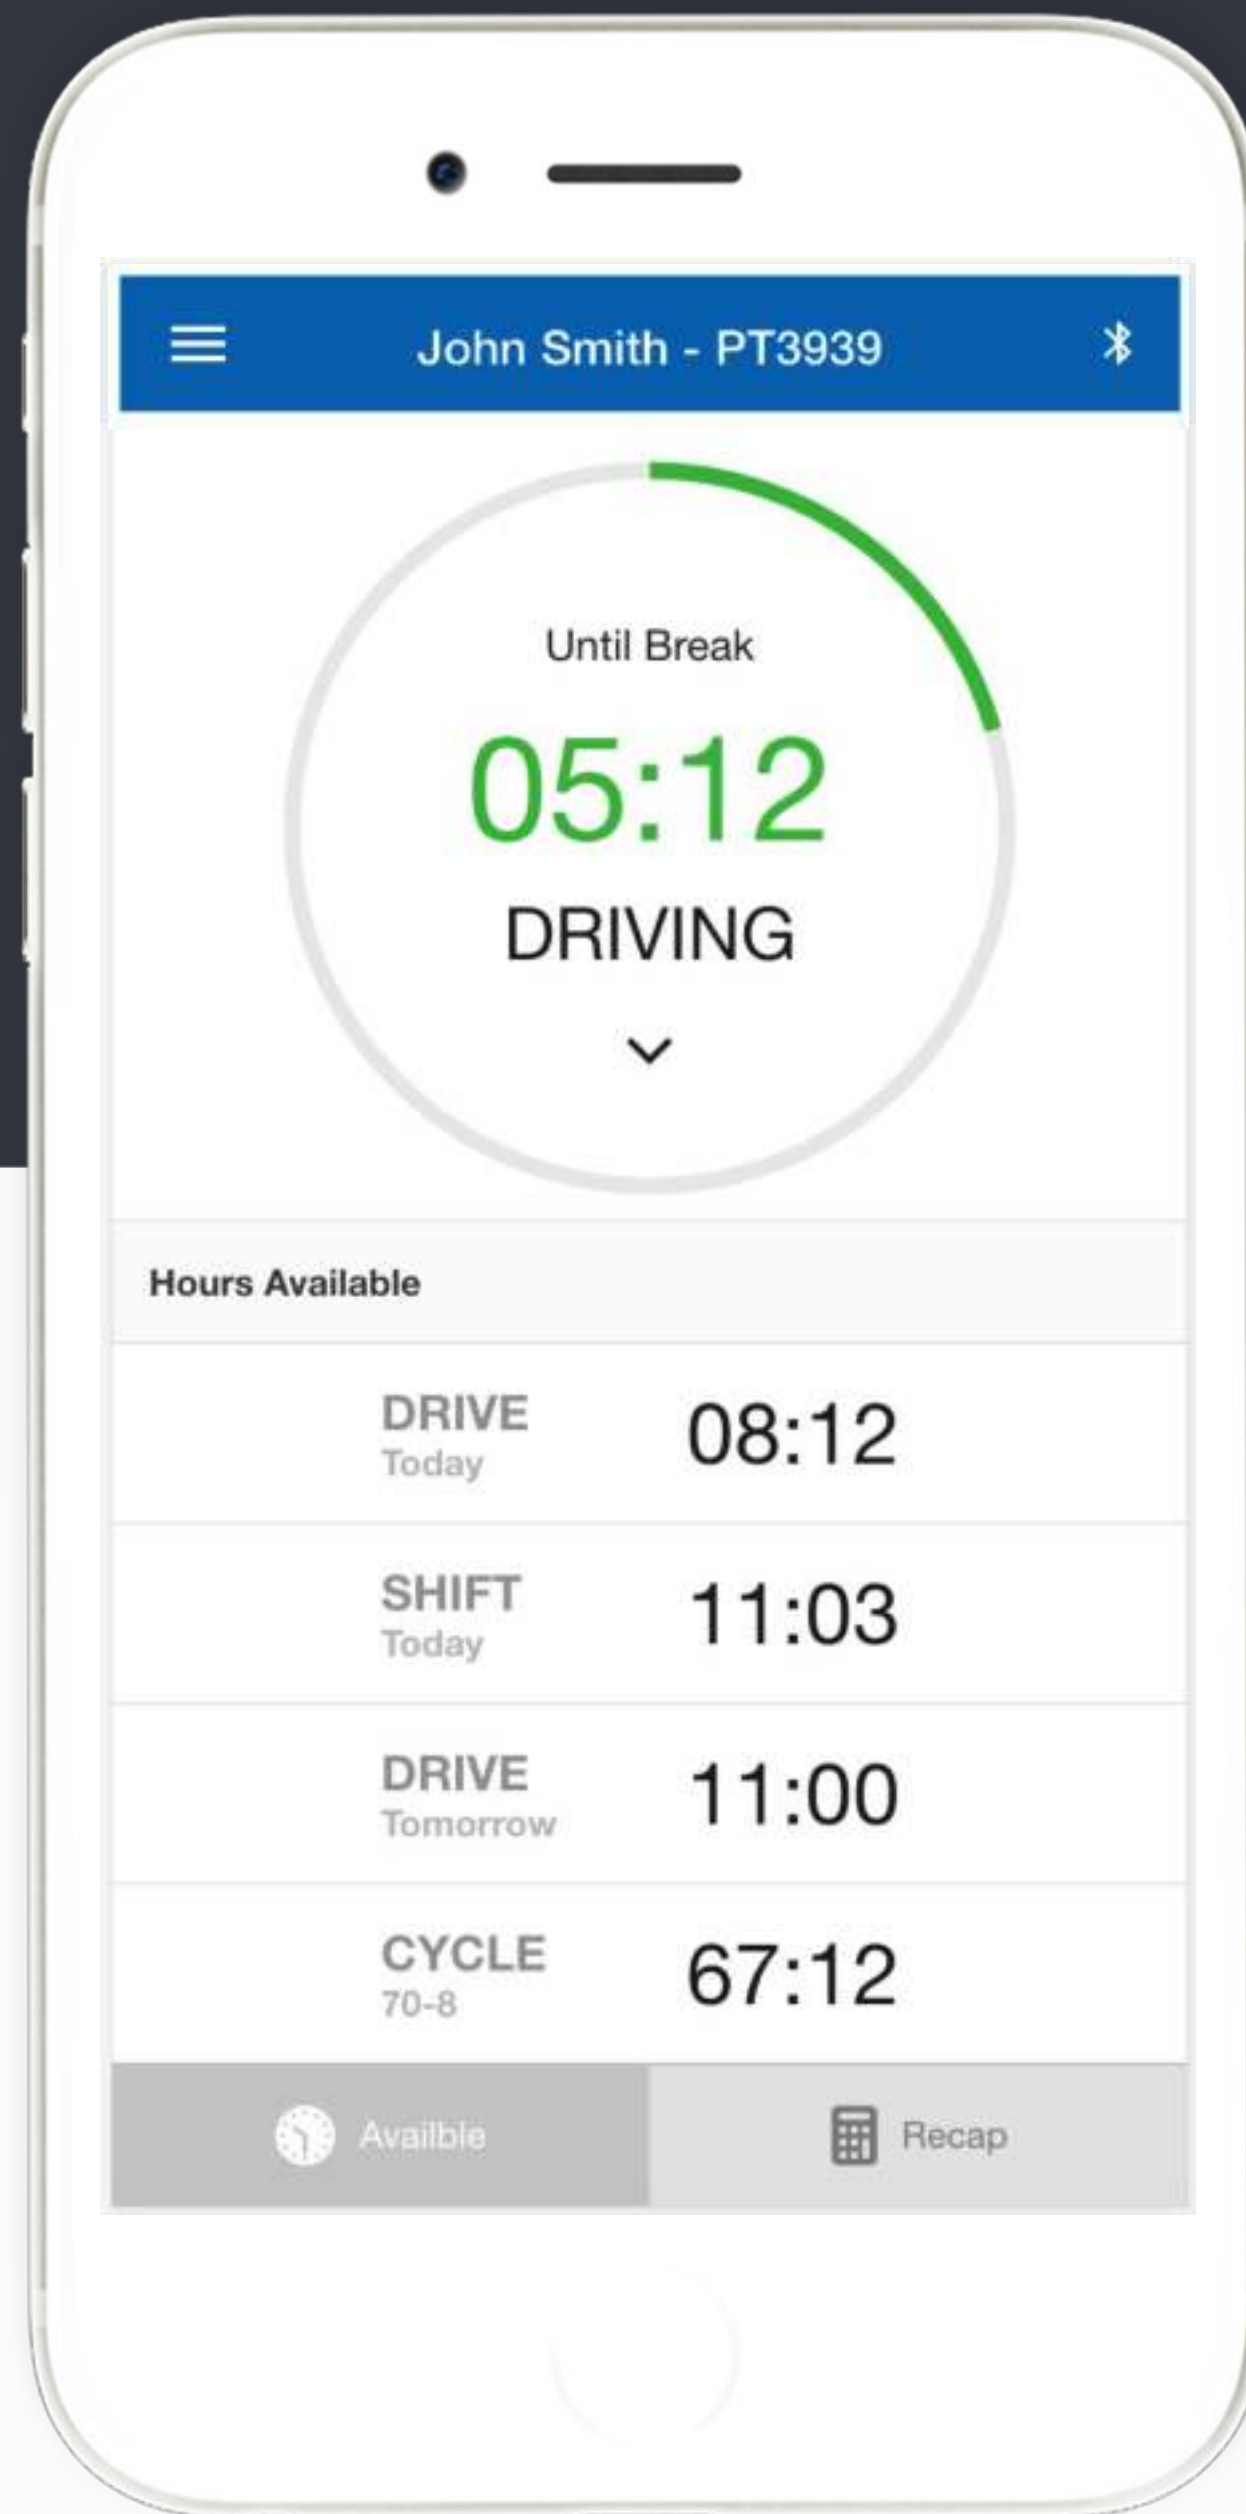 John Smith - PT3939
Until Break
05:12
DRIVING
Hours Available
DRIVE 08:12
Today
SHIFT 11:03
Today
DRIVE 11:00
Tomorrow
CYCLE 67:12
70-8
Availble
Recap